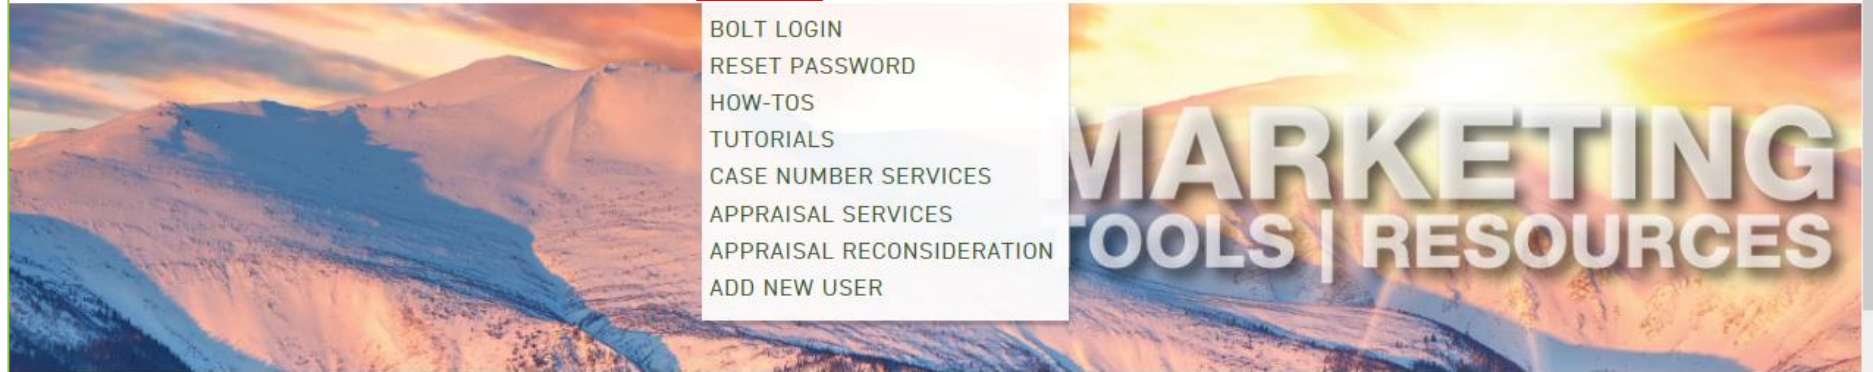 BOLT LOGIN
RESET PASSWORD
HOW-TOS
TUTORIALS
CASE NUMBER SERVICES
APPRAISAL SERVICES
APPRAISAL RECONSIDERATION
ADD NEW USER
MARKETING
TOOLS | RESOURCES